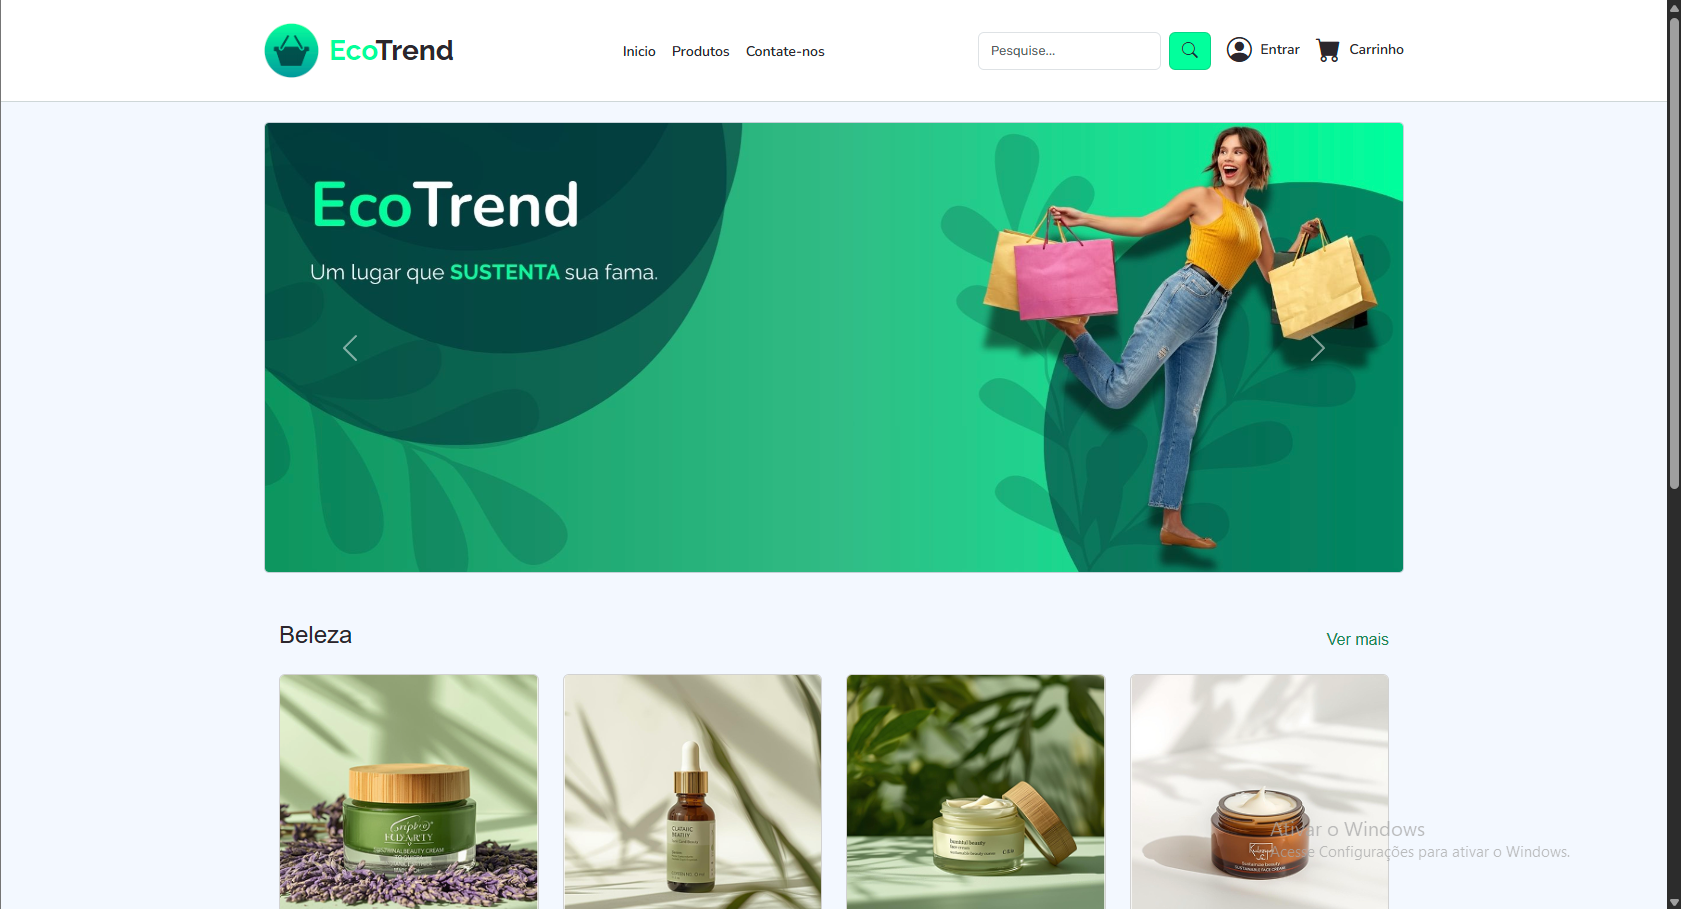 EcoTrend
Inicio
Produtos
Contate-nos
Pesquise...
Entrar
Carrinho
EcoTrend
Um lugar que SUSTENTA sua fama.
Beleza
Ver mais
Ativar o Windows
Acesse Configurações para ativar o Windows.